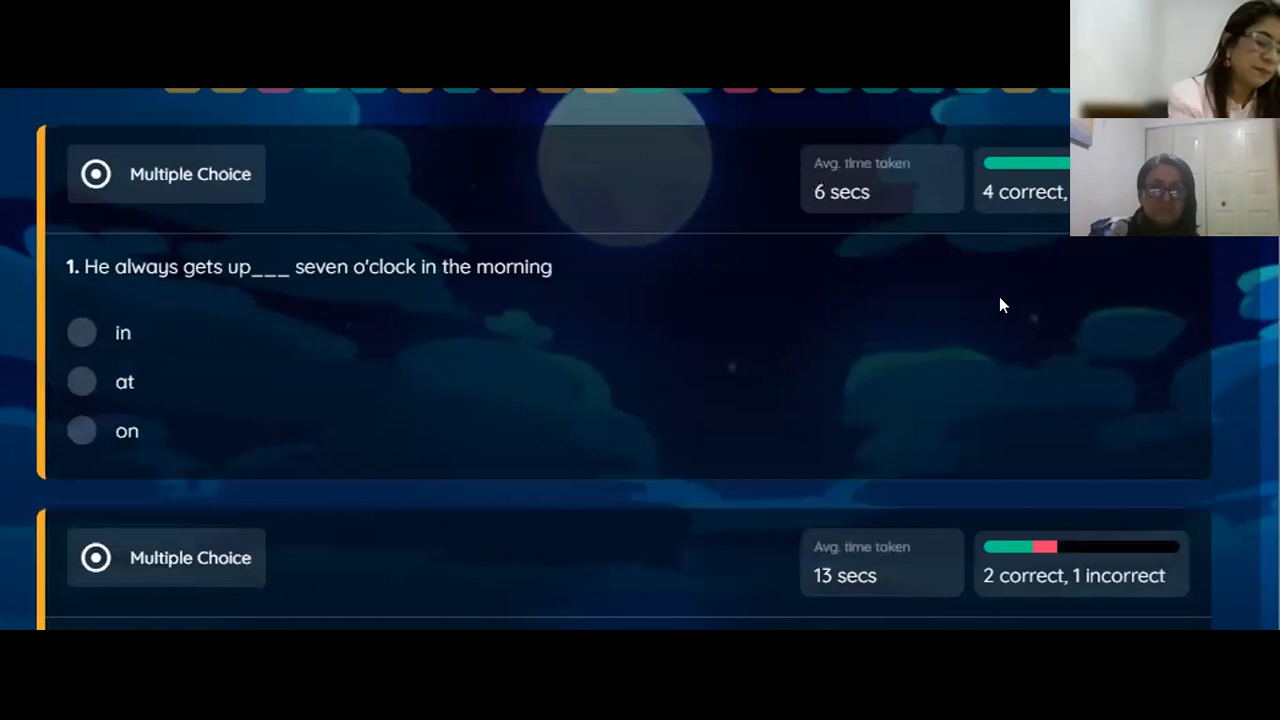 Multiple Choice
Avg. time taken
6 secs
4 correct,
1. He always gets up___ seven o'clock in the morning
in
at
on
Multiple Choice
Avg. time taken
13 secs
2 correct, 1 incorrect